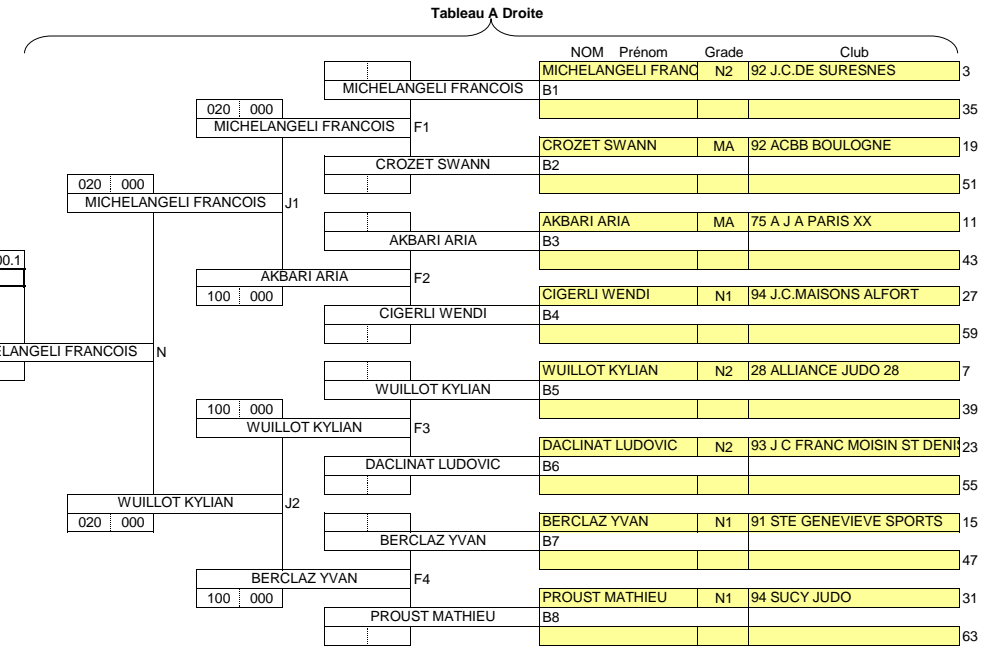 Tableau A Droite
NOM Prénom Grade Club
MICHELANGELI FRANC N2 92 J.C.DE SURESNES 3
MICHELANGELI FRANCOIS B1
020 000 35
MICHELANGELI FRANCOIS F1
CROZET SWANN MA 92 ACBB BOULOGNE 19
CROZET SWANN B2
020 000 51
MICHELANGELI FRANCOIS J1
AKBARI ARIA MA 75 A J A PARIS XX 11
AKBARI ARIA B3
00.1 43
AKBARI ARIA F2
100 000
CIGERLI WENDI N1 94 J.C.MAISONS ALFORT 27
CIGERLI WENDI B4
59
ELANGELI FRANCOIS N
WUILLOT KYLIAN N2 28 ALLIANCE JUDO 28 7
WUILLOT KYLIAN B5
100 000 39
WUILLOT KYLIAN F3
DACLINAT LUDOVIC N2 93 J C FRANC MOISIN ST DENIS 23
DACLINAT LUDOVIC B6
55
WUILLOT KYLIAN J2
020 000
BERCLAZ YVAN N1 91 STE GENEVIEVE SPORTS 15
BERCLAZ YVAN B7
47
BERCLAZ YVAN F4
100 000
PROUST MATHIEU N1 94 SUCY JUDO 31
PROUST MATHIEU B8
63